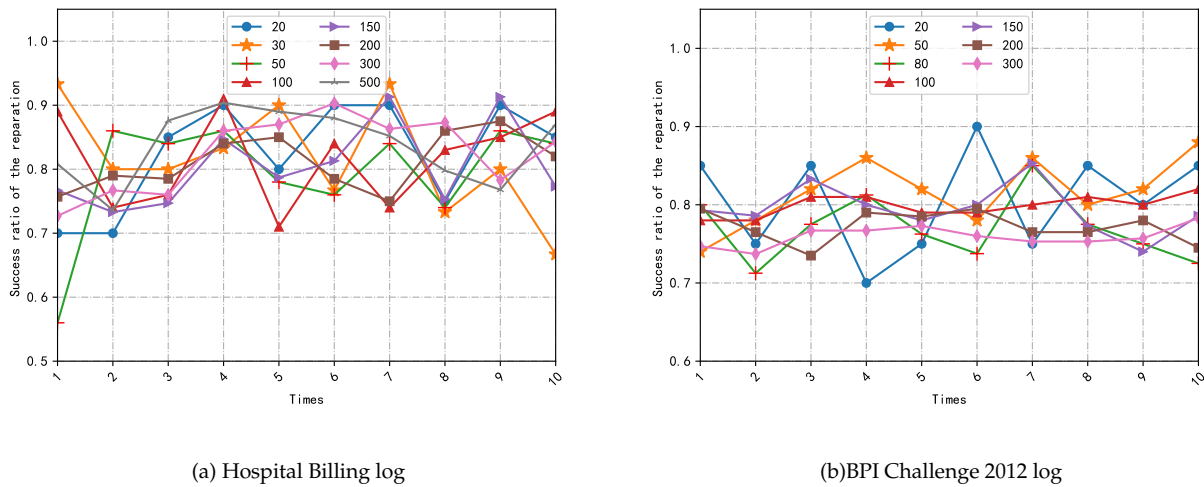 20 150
30 200
50 300
100 500
1.0
0.9
0.8
0.7
0.6
0.5
Success ratio of the reparation
1 2 3 4 5 6 7 8 9 10
Times
(a) Hospital Billing log
20 150
50 200
80 300
100
1.0
0.9
0.8
0.7
0.6
Success ratio of the reparation
1 2 3 4 5 6 7 8 9 10
Times
(b)BPI Challenge 2012 log